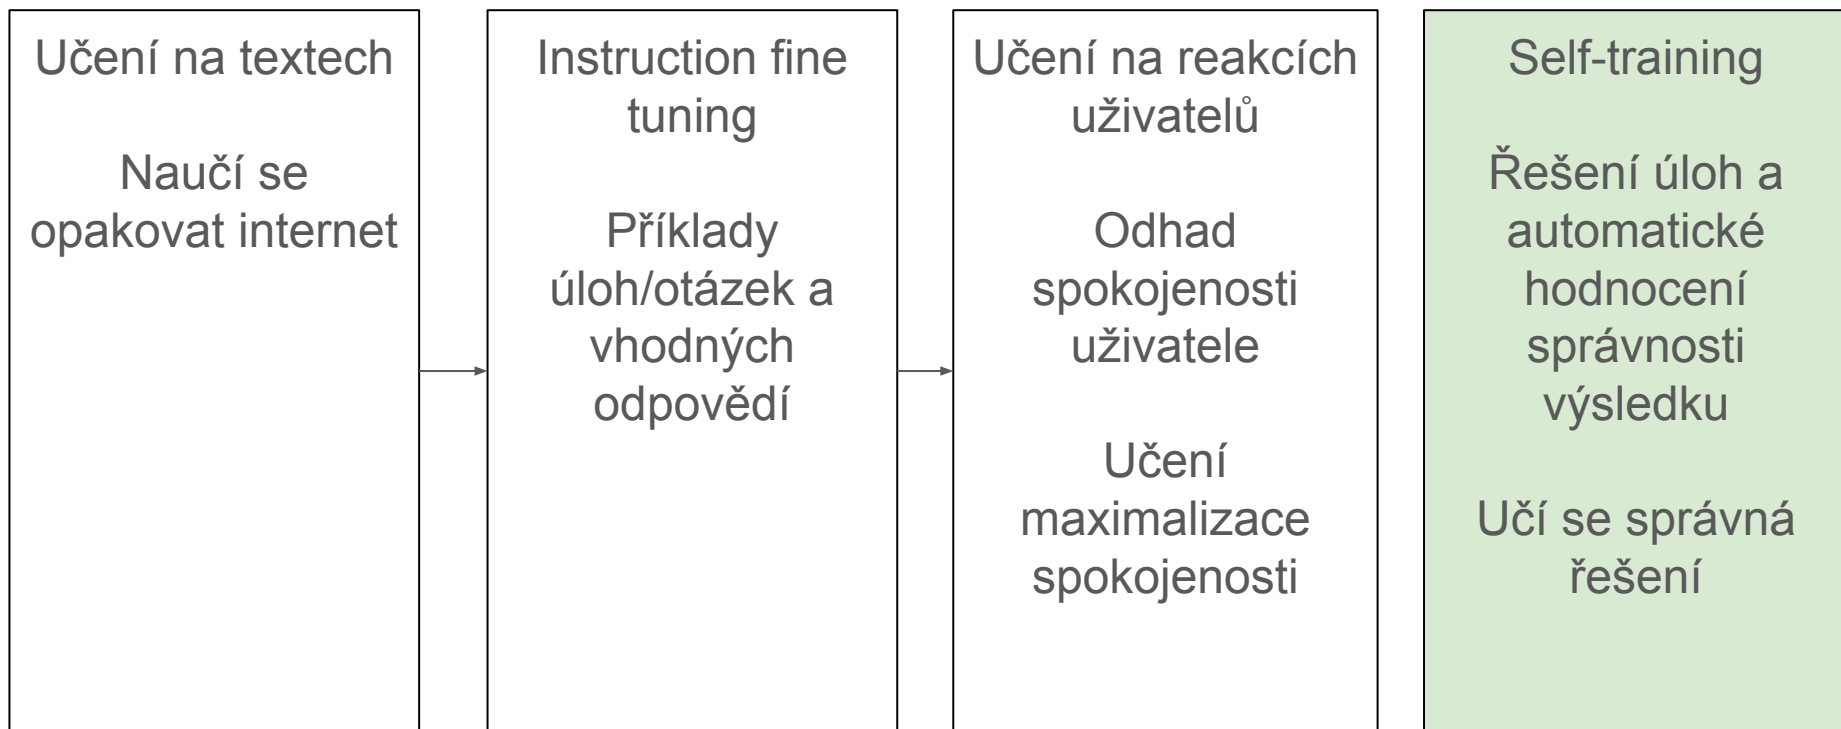 Učení na textech
Naučí se
opakovat internet
Instruction fine
tuning
Příklady
úloh/otázek a
vhodných
odpovědí
Učení na reakcích
uživatelů
Odhad
spokojenosti
uživatele
Učení
maximalizace
spokojenosti
Self-training
Řešení úloh a
automatické
hodnocení
správnosti
výsledku
Učí se správná
řešení